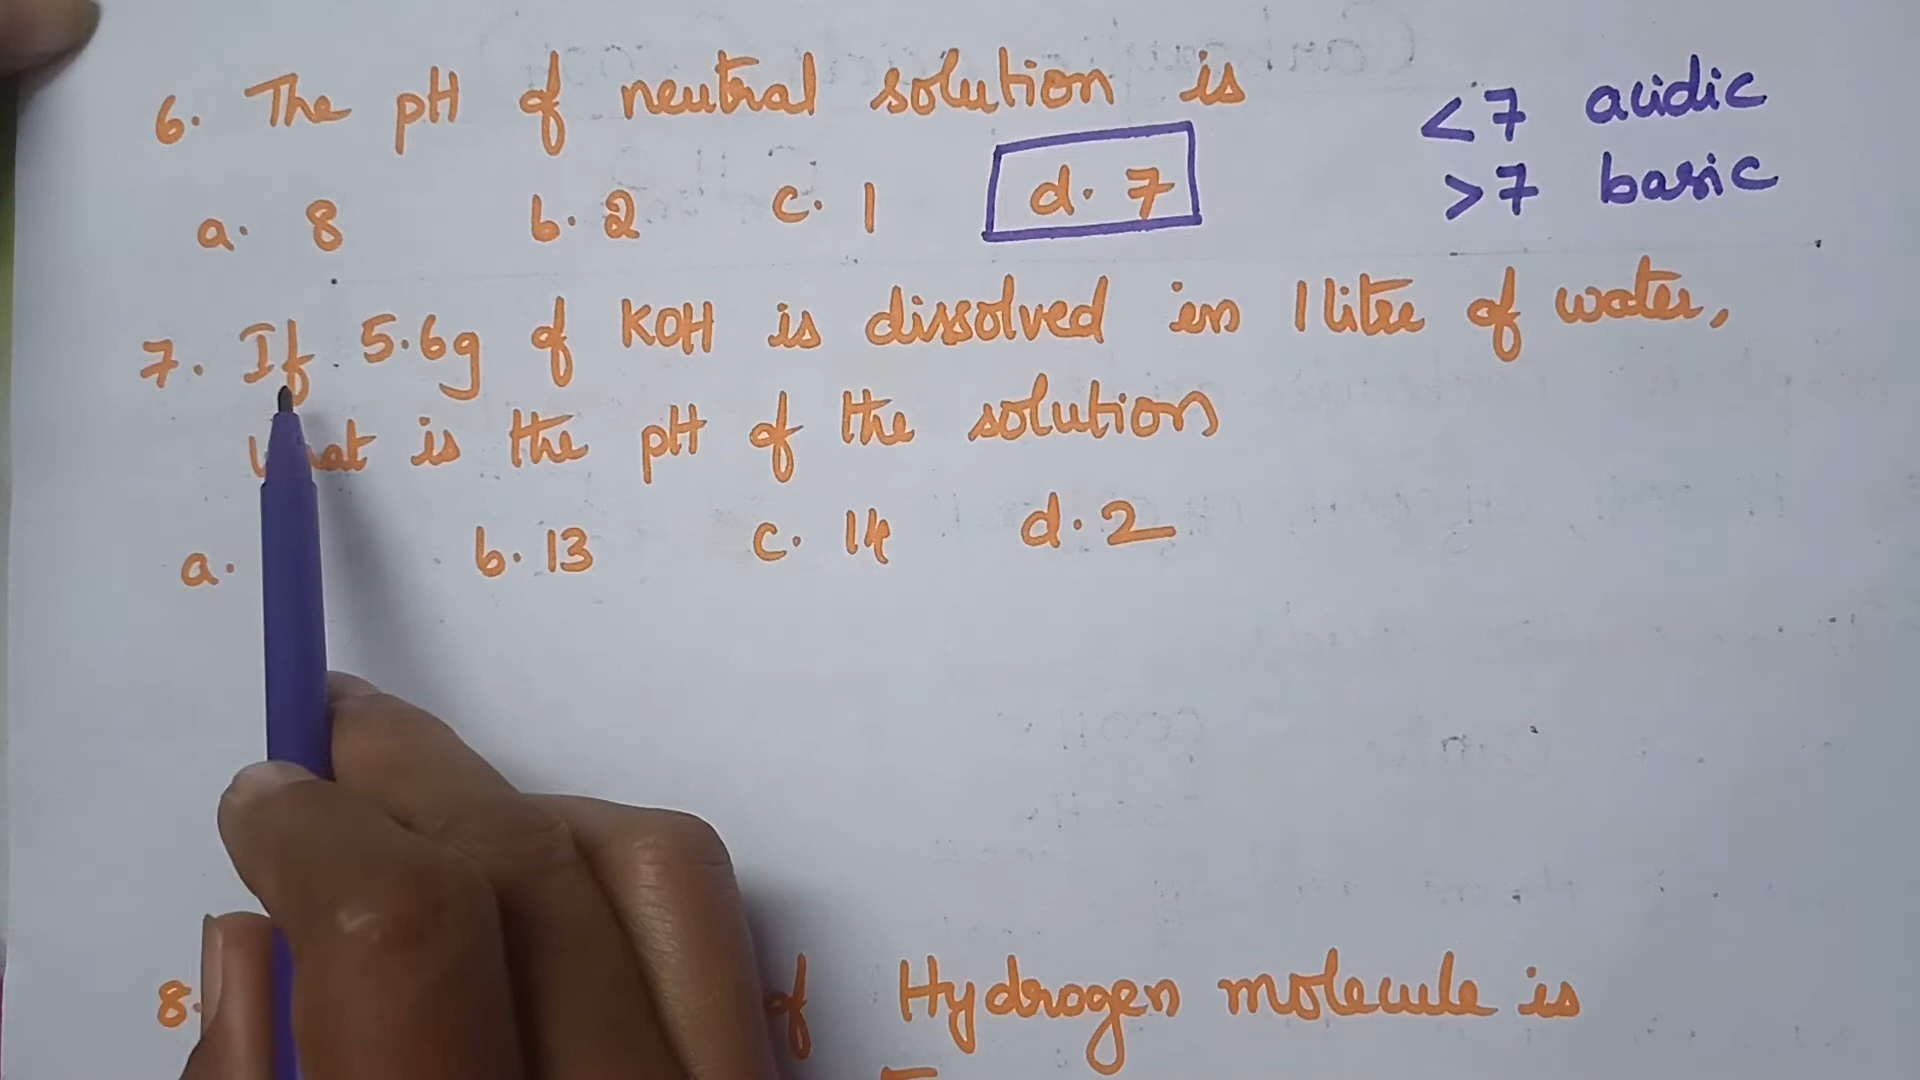 6. The pH of neutral solution is
<7 acidic
a. 8 b. 2 c. 1 d. 7
>7 basic
7. If 5.6g of KOH is dissolved in 1 litre of water,
what is the pH of the solution
a. b. 13 c. 14 d. 2
8. of Hydrogen molecule is